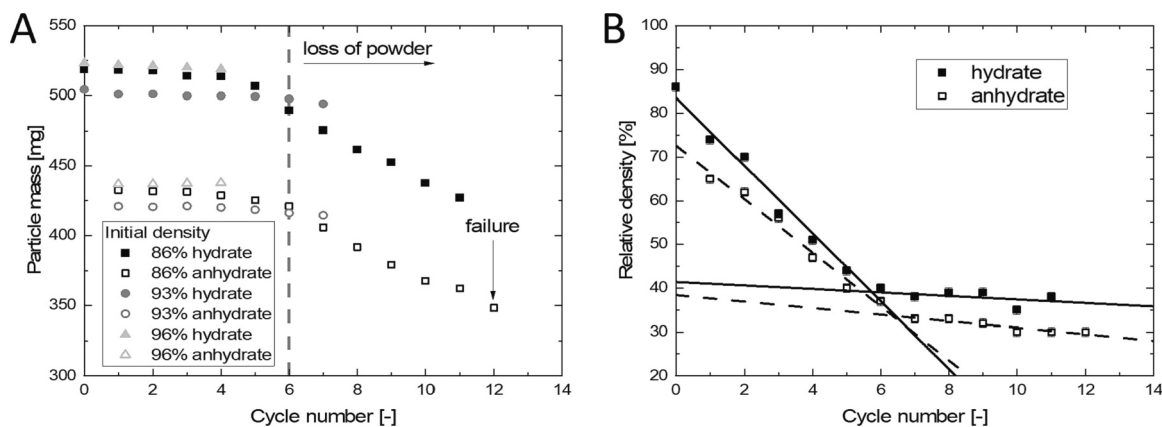 A
550
500
450
400
350
300
Particle mass [mg]
loss of powder
failure
Initial density
86% hydrate
86% anhydrate
93% hydrate
93% anhydrate
96% hydrate
96% anhydrate
0 2 4 6 8 10 12 14
Cycle number [-]
B
100
90
80
70
60
50
40
30
20
Relative density [%]
hydrate
anhydrate
0 2 4 6 8 10 12 14
Cycle number [-]